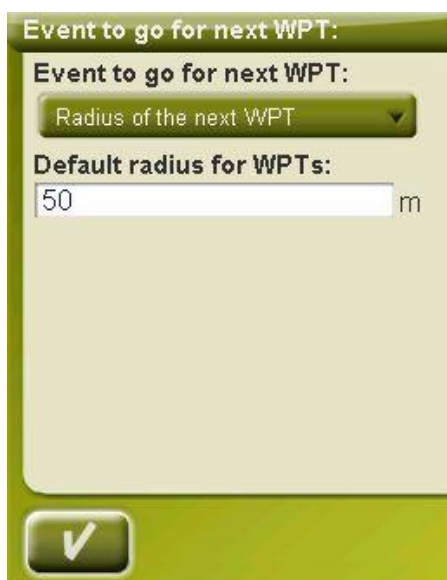 Event to go for next WPT:
Event to go for next WPT:
Radius of the next WPT
Default radius for WPTs:
50 m